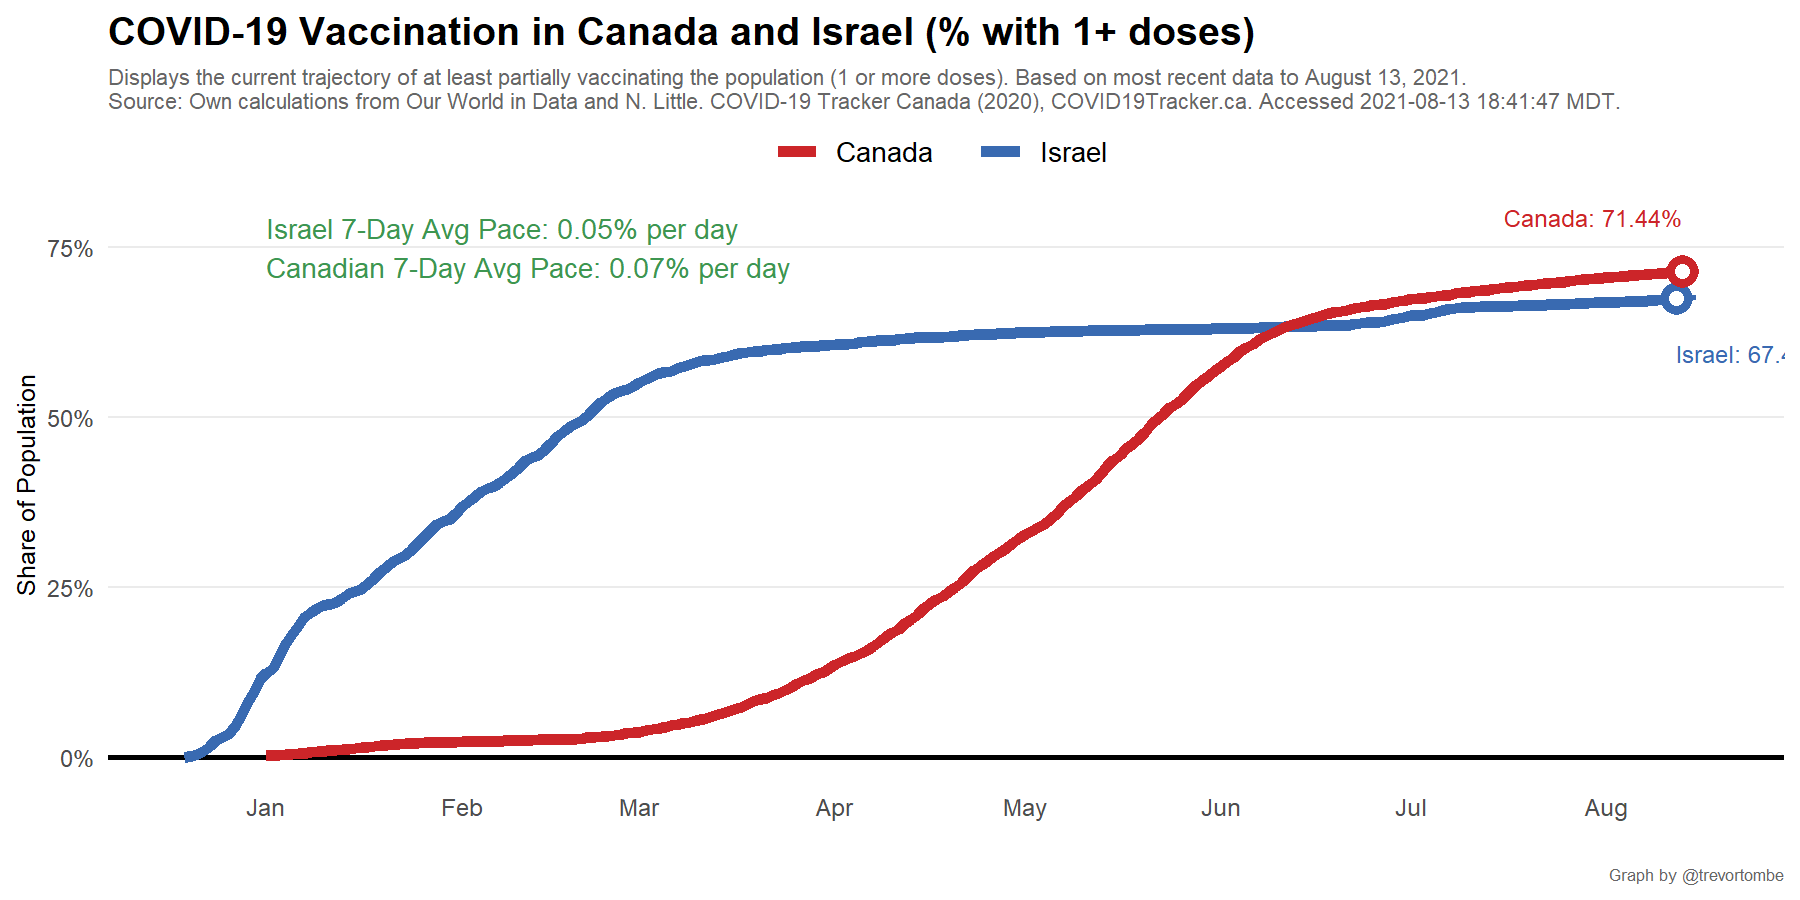 COVID-19 Vaccination in Canada and Israel (% with 1+ doses)
Displays the current trajectory of at least partially vaccinating the population (1 or more doses). Based on most recent data to August 13, 2021.
Source: Own calculations from Our World in Data and N. Little. COVID-19 Tracker Canada (2020), COVID19Tracker.ca. Accessed 2021-08-13 18:41:47 MDT.
Canada Israel
Israel 7-Day Avg Pace: 0.05% per day
Canadian 7-Day Avg Pace: 0.07% per day
Canada: 71.44%
Israel: 67.4
Share of Population
75%
50%
25%
0%
Jan Feb Mar Apr May Jun Jul Aug
Graph by @trevortombe